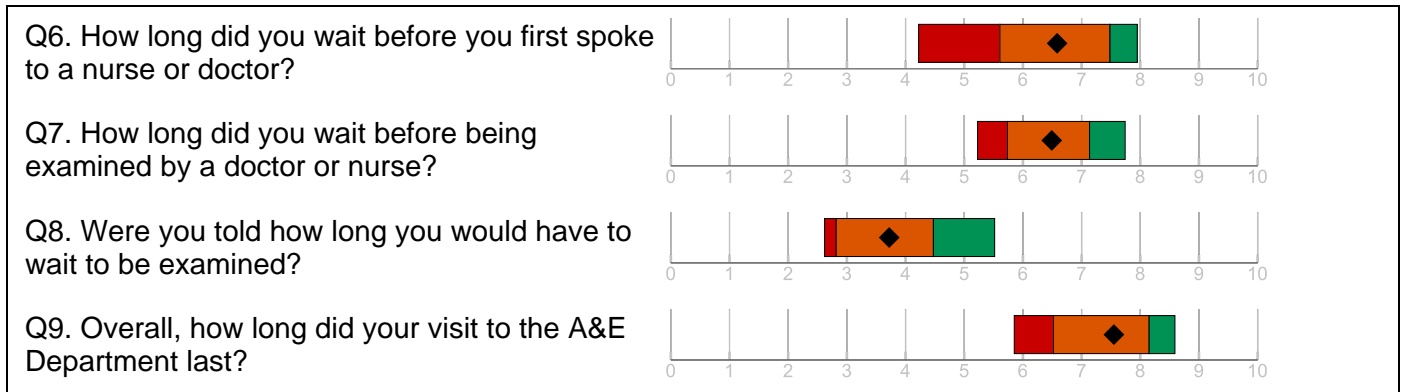 Q6. How long did you wait before you first spoke
to a nurse or doctor?
0 1 2 3 4 5 6 7 8 9 10
Q7. How long did you wait before being
examined by a doctor or nurse?
0 1 2 3 4 5 6 7 8 9 10
Q8. Were you told how long you would have to
wait to be examined?
0 1 2 3 4 5 6 7 8 9 10
Q9. Overall, how long did your visit to the A&E
Department last?
0 1 2 3 4 5 6 7 8 9 10